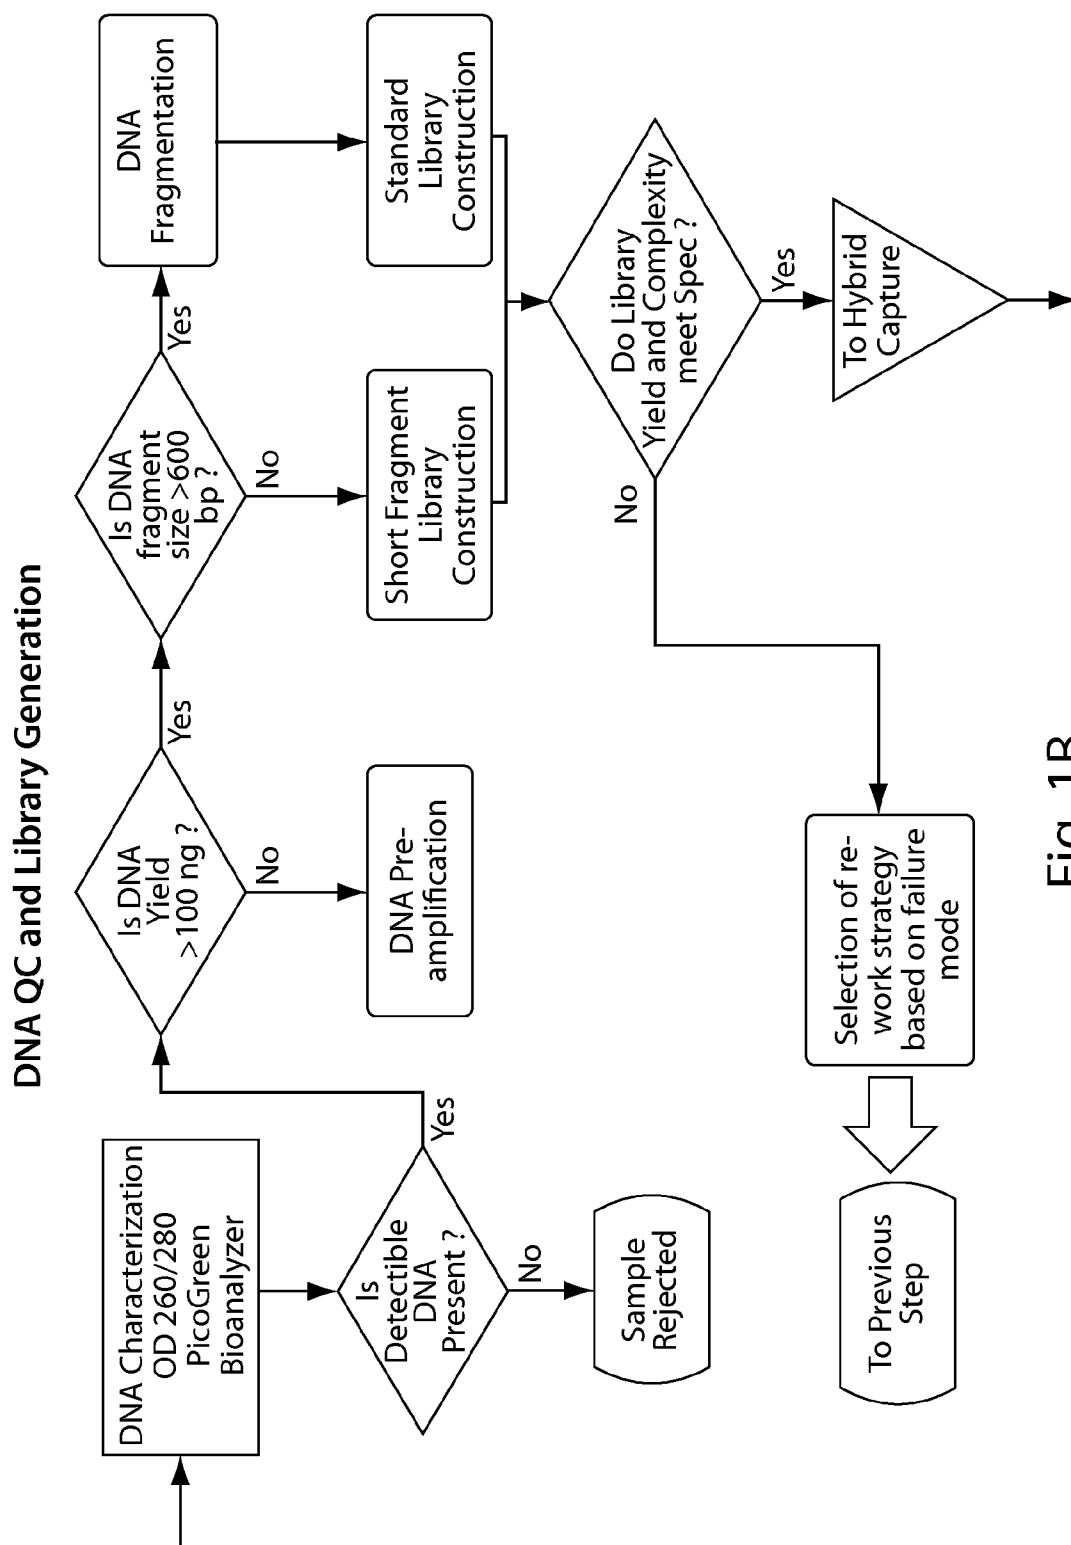 DNA QC and Library Generation
DNA Characterization
OD 260/280
PicoGreen
Bioanalyzer
Is
Detectible
DNA
Present ?
Yes
No
Sample
Rejected
Is DNA
Yield
>100 ng ?
Yes
No
DNA Pre-
amplification
Is DNA
fragment
size >600
bp ?
Yes
No
DNA
Fragmentation
Short Fragment
Library
Construction
Standard
Library
Construction
Do Library
Yield and Complexity
meet Spec ?
No
Yes
To Hybrid
Capture
Selection of re-
work strategy
based on failure
mode
To Previous
Step
Fig. 1B